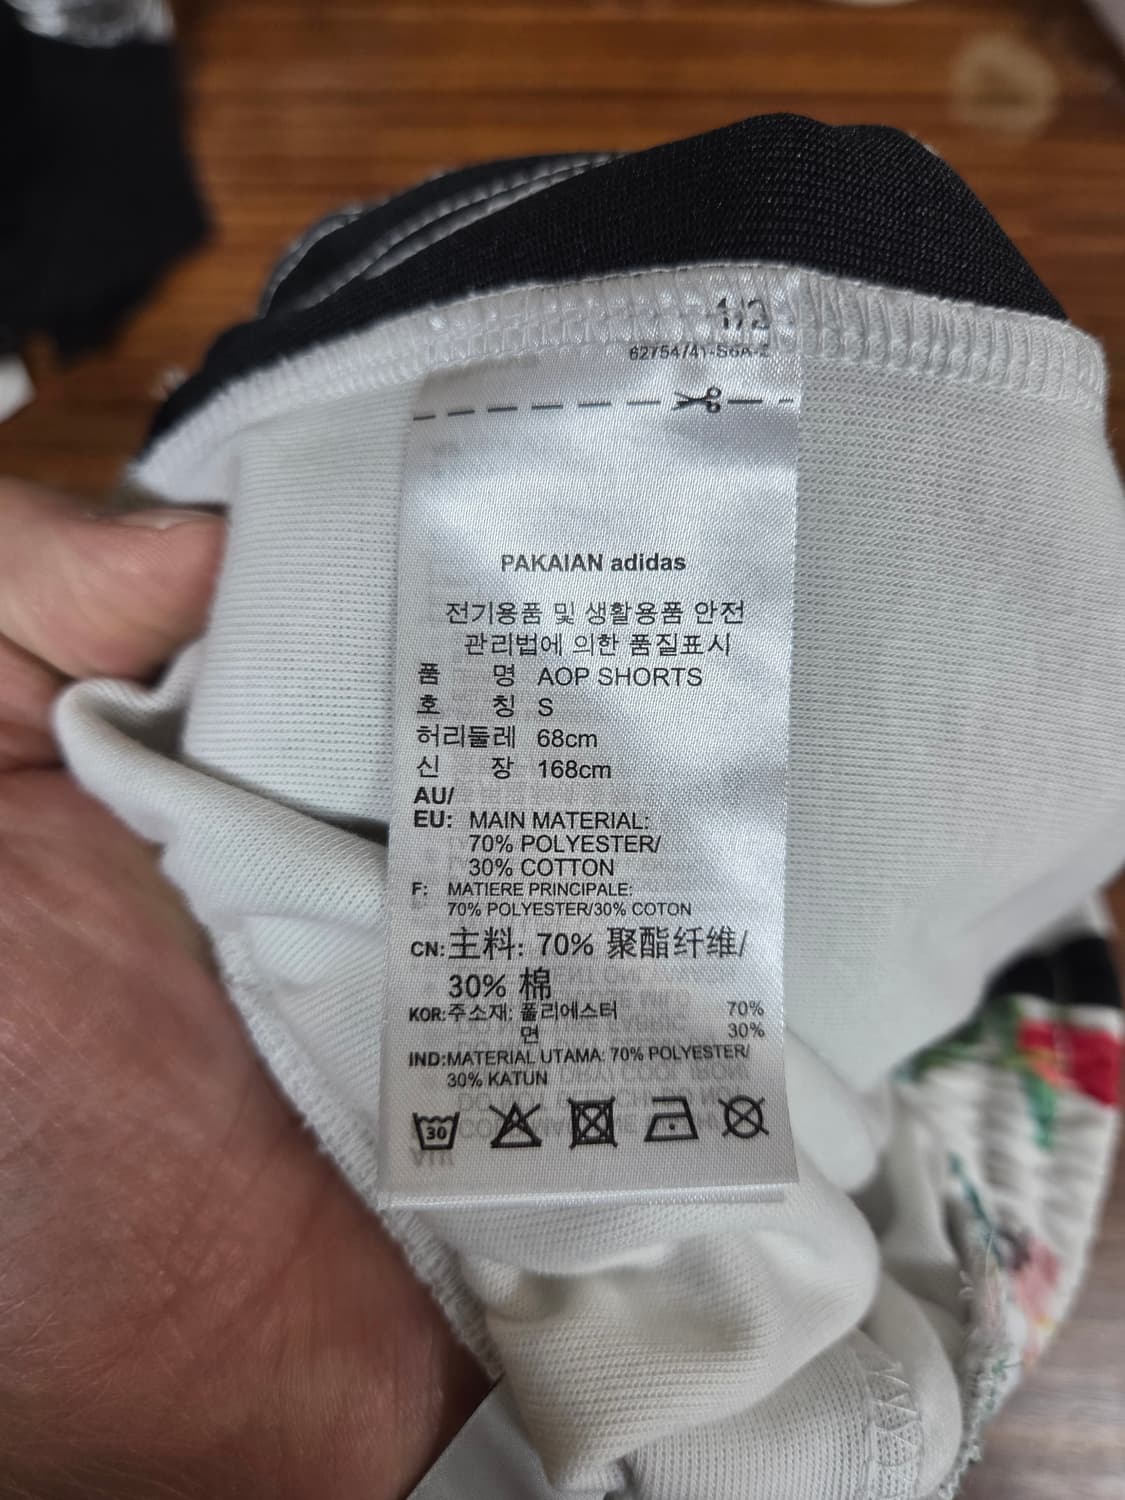 1/2
PAKAIAN adidas
전기용품 및 생활용품 안전
관리법에 의한 품질표시
품 명 AOP SHORTS
호 칭 S
허리둘레 68cm
신 장 168cm
AU/
EU: MAIN MATERIAL:
70% POLYESTER/
30% COTTON
F: MATIERE PRINCIPALE:
70% POLYESTER/30% COTON
CN: 主料: 70% 聚酯纤维/
30% 棉
KOR: 주소재: 폴리에스터 70%
면 30%
IND: MATERIAL UTAMA: 70% POLYESTER/
30% KATUN
30